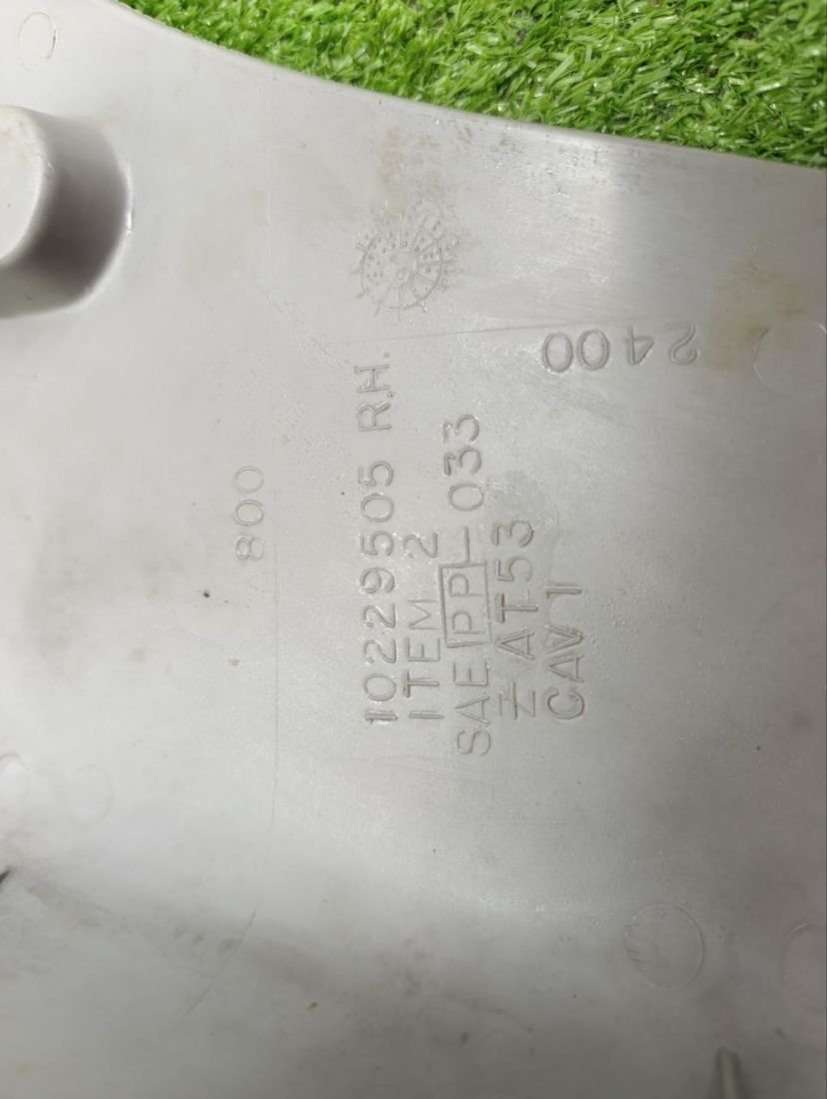 10229505 R.H.
ITEM 2
SAE PP-033
Z AT53
CAV 1
800
2400